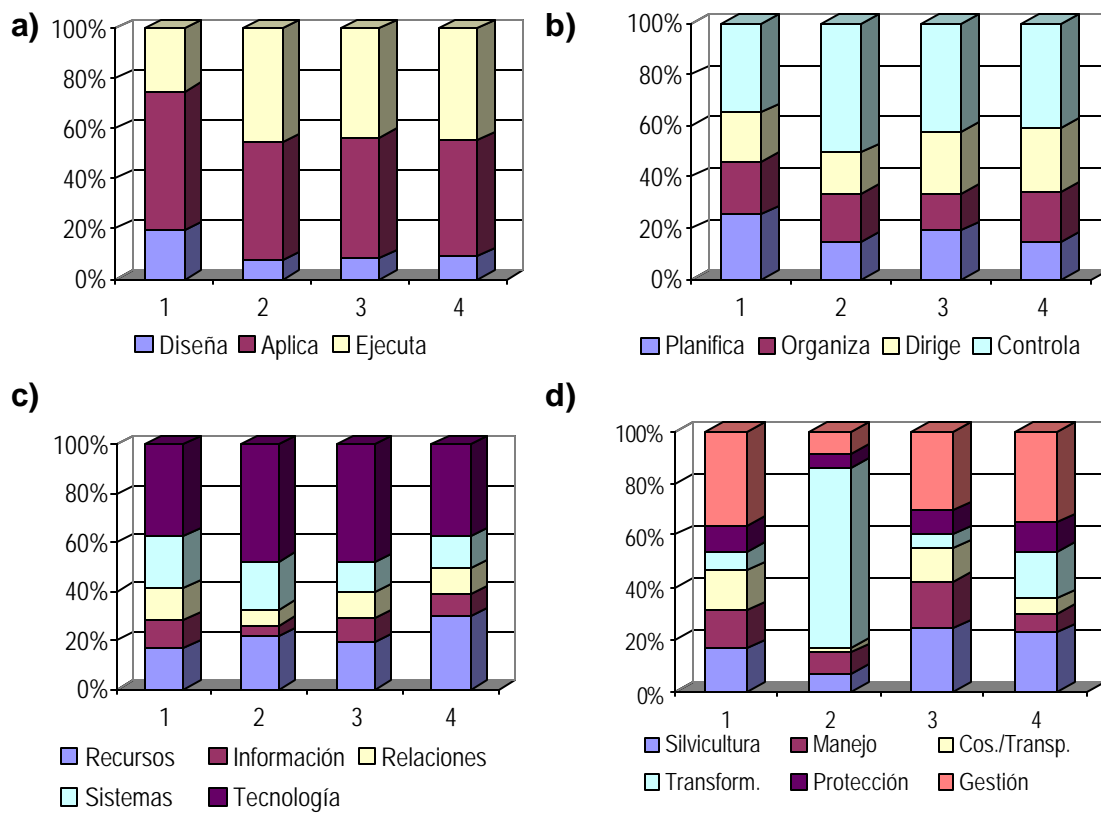 a)
100%
80%
60%
40%
20%
0%
1 2 3 4
Diseña Aplica Ejecuta
b)
100%
80%
60%
40%
20%
0%
1 2 3 4
Planifica Organiza Dirige Controla
c)
100%
80%
60%
40%
20%
0%
1 2 3 4
Recursos Información Relaciones
Sistemas Tecnología
d)
100%
80%
60%
40%
20%
0%
1 2 3 4
Silvicultura Manejo Cos./Transp.
Transform. Protección Gestión